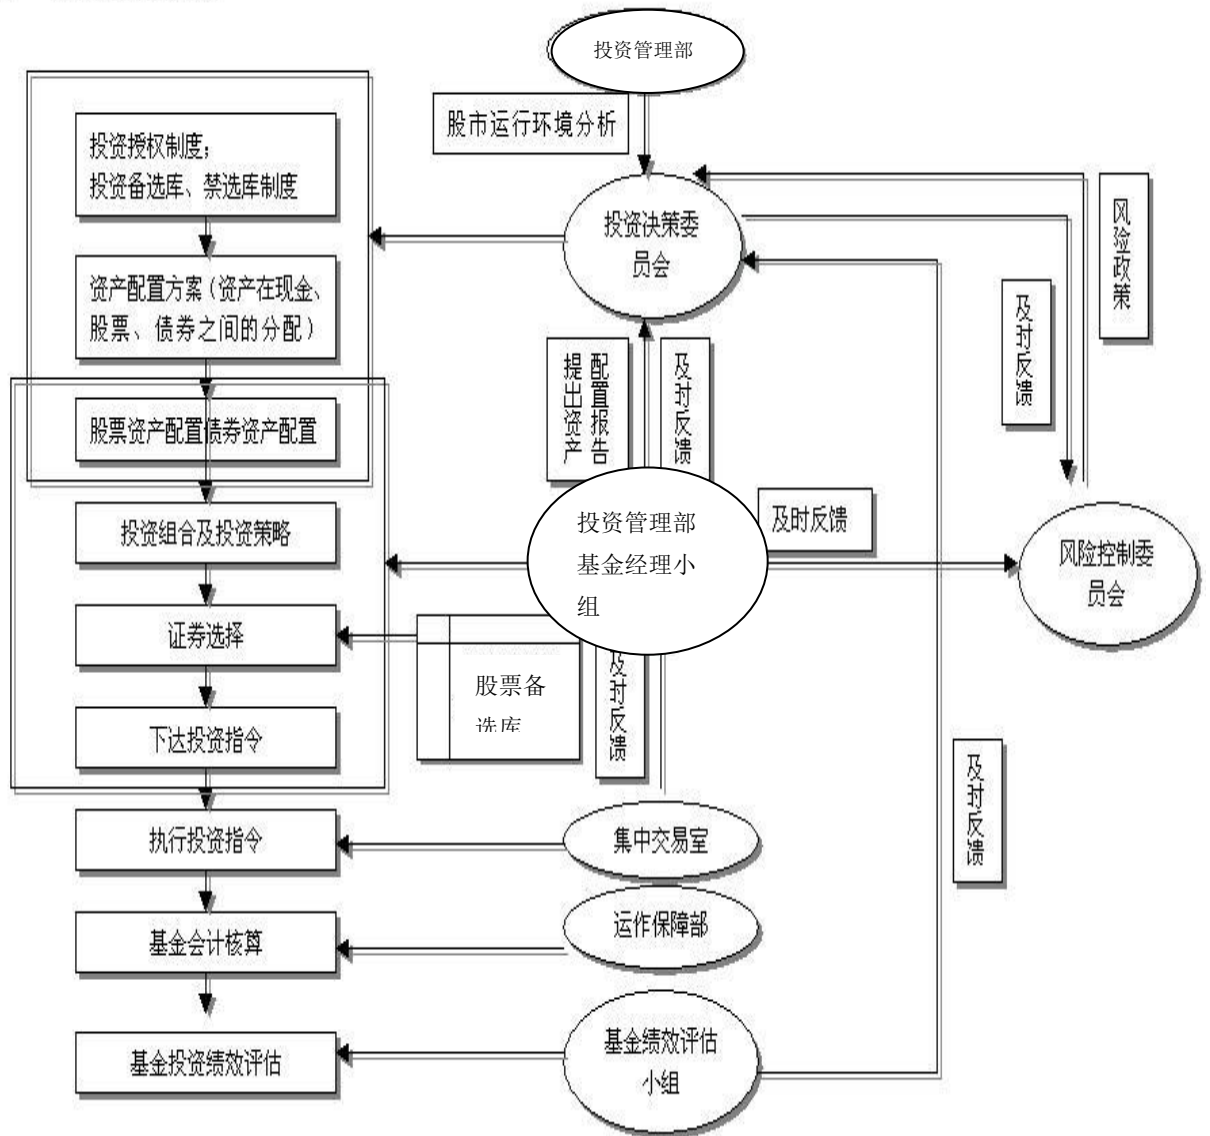 投资管理部
股市运行环境分析
投资授权制度;
投资备选库、禁选库制度
投资决策委
员会
风险政策
资产配置方案（资产在现金、
股票、债券之间的分配）
及时反馈
提出资产
配置报告
及时反馈
股票资产配置债券资产配置
投资组合及投资策略
投资管理部
基金经理小
组
及时反馈
风险控制委
员会
证券选择
股票备
选库
及时反馈
下达投资指令
及时反馈
执行投资指令
集中交易室
基金会计核算
运作保障部
基金投资绩效评估
基金绩效评估
小组